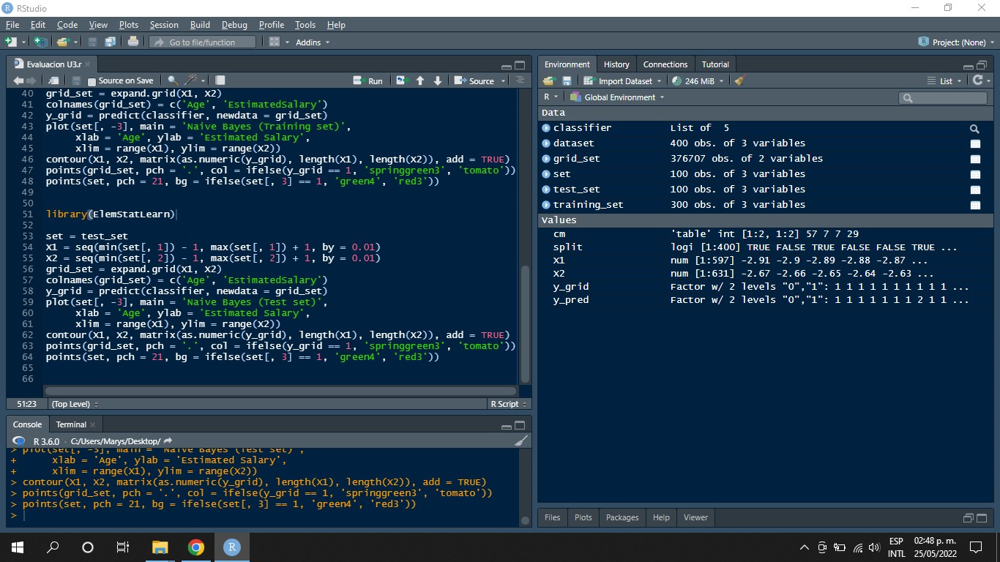 RStudio
File Edit Code View Plots Session Build Debug Profile Tools Help
Go to file/function Addins Project: (None)
Evaluacion U3.r
Source on Save Run Source
40 grid_set = expand.grid(X1, X2)
41 colnames(grid_set) = c('Age', 'EstimatedSalary')
42 y_grid = predict(classifier, newdata = grid_set)
43 plot(set[, -3], main = 'Naive Bayes (Training set)',
44 xlab = 'Age', ylab = 'Estimated Salary',
45 xlim = range(X1), ylim = range(X2))
46 contour(X1, X2, matrix(as.numeric(y_grid), length(X1), length(X2)), add = TRUE)
47 points(grid_set, pch = '.', col = ifelse(y_grid == 1, 'springgreen3', 'tomato'))
48 points(set, pch = 21, bg = ifelse(set[, 3] == 1, 'green4', 'red3'))
49
50
51 library(ElemStatLearn)
52
53 set = test_set
54 X1 = seq(min(set[, 1]) - 1, max(set[, 1]) + 1, by = 0.01)
55 X2 = seq(min(set[, 2]) - 1, max(set[, 2]) + 1, by = 0.01)
56 grid_set = expand.grid(X1, X2)
57 colnames(grid_set) = c('Age', 'EstimatedSalary')
58 y_grid = predict(classifier, newdata = grid_set)
59 plot(set[, -3], main = 'Naive Bayes (Test set)',
60 xlab = 'Age', ylab = 'Estimated Salary',
61 xlim = range(X1), ylim = range(X2))
62 contour(X1, X2, matrix(as.numeric(y_grid), length(X1), length(X2)), add = TRUE)
63 points(grid_set, pch = '.', col = ifelse(y_grid == 1, 'springgreen3', 'tomato'))
64 points(set, pch = 21, bg = ifelse(set[, 3] == 1, 'green4', 'red3'))
65
66
51:23 (Top Level) R Script
Console Terminal
R 3.6.0 · C:/Users/Marys/Desktop/
> plot(set[, -3], main = 'Naive Bayes (Test set)',
+ xlab = 'Age', ylab = 'Estimated Salary',
+ xlim = range(X1), ylim = range(X2))
> contour(X1, X2, matrix(as.numeric(y_grid), length(X1), length(X2)), add = TRUE)
> points(grid_set, pch = '.', col = ifelse(y_grid == 1, 'springgreen3', 'tomato'))
> points(set, pch = 21, bg = ifelse(set[, 3] == 1, 'green4', 'red3'))
>
Environment History Connections Tutorial
Import Dataset 246 MiB List
R Global Environment
Data
classifier List of 5
dataset 400 obs. of 3 variables
grid_set 376707 obs. of 2 variables
set 100 obs. of 3 variables
test_set 100 obs. of 3 variables
training_set 300 obs. of 3 variables
Values
cm 'table' int [1:2, 1:2] 57 7 7 29
split logi [1:400] TRUE FALSE TRUE FALSE FALSE TRUE ...
X1 num [1:597] -2.91 -2.9 -2.89 -2.88 -2.87 ...
X2 num [1:631] -2.67 -2.66 -2.65 -2.64 -2.63 ...
y_grid Factor w/ 2 levels "0","1": 1 1 1 1 1 1 1 1 1 1 ...
y_pred Factor w/ 2 levels "0","1": 1 1 1 1 1 1 1 2 1 1 ...
Files Plots Packages Help Viewer
ESP
INTL
02:48 p. m.
25/05/2022